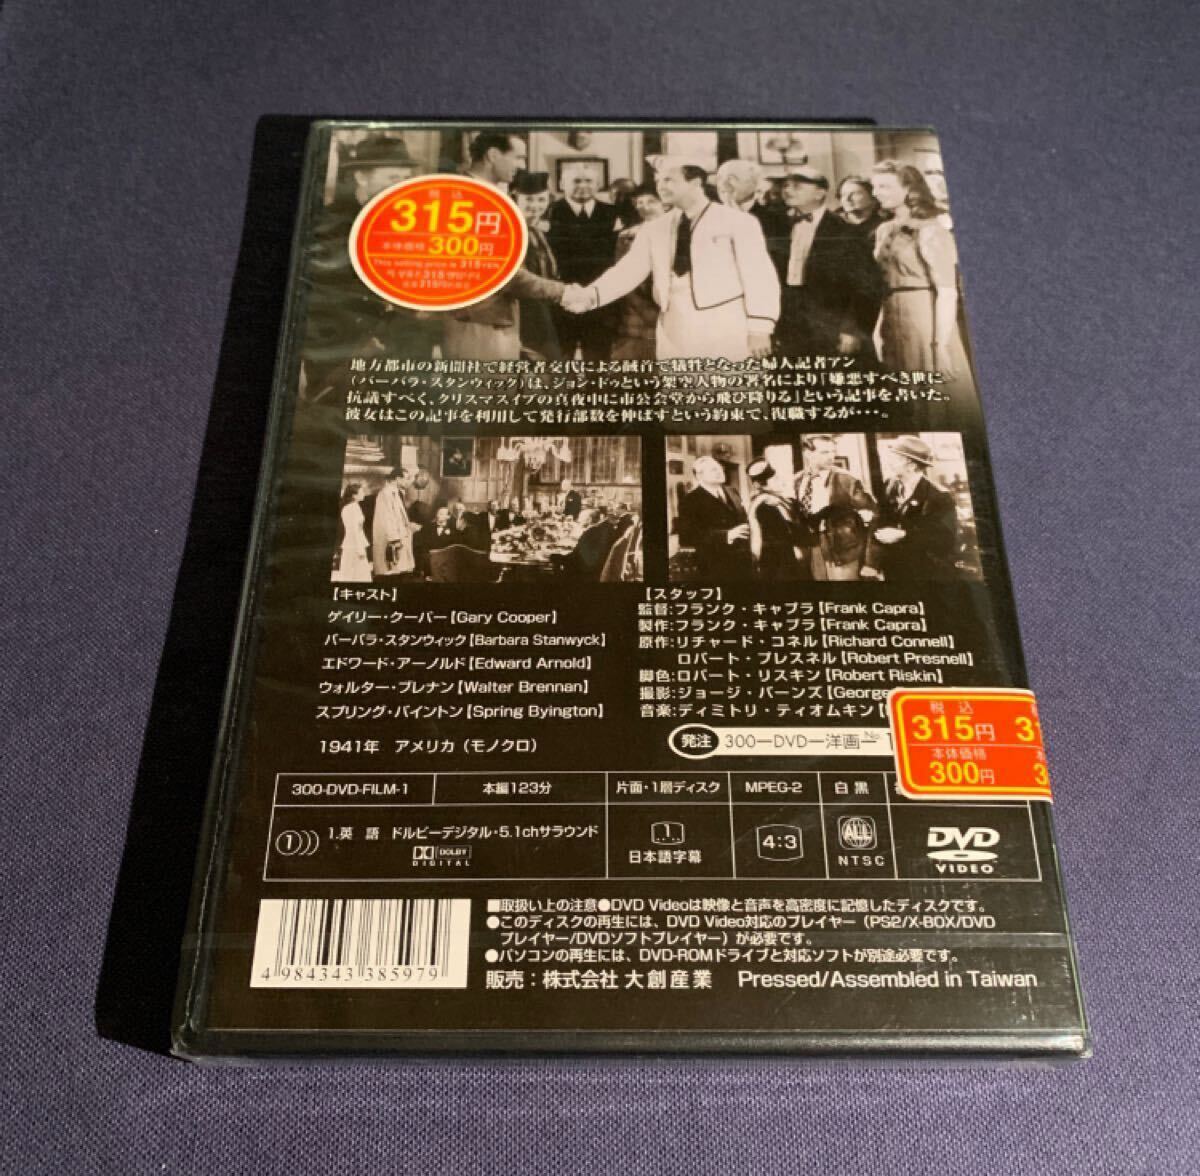 税込
315円
本体価格 300円
This selling price is 315YEN
地方都市の新聞社で経営者交代による馘首で犠牲となった婦人記者アン
(バーバラ・スタンウィック)は、ジョン・ドゥという架空人物の署名により「嫌悪すべき世に
抗議すべく、クリスマスイブの真夜中に市公会堂から飛び降りる」という記事を書いた。
彼女はこの記事を利用して発行部数を伸ばすという約束で、復職するが・・・。
【キャスト】
ゲイリー・クーパー【Gary Cooper】
バーバラ・スタンウィック【Barbara Stanwyck】
エドワード・アーノルド【Edward Arnold】
ウォルター・ブレナン【Walter Brennan】
スプリング・バイントン【Spring Byington】
1941年 アメリカ(モノクロ)
【スタッフ】
監督:フランク・キャプラ【Frank Capra】
製作:フランク・キャプラ【Frank Capra】
原作:リチャード・コネル【Richard Connell】
ロバート・プレスネル【Robert Presnell】
脚色:ロバート・リスキン【Robert Riskin】
撮影:ジョージ・バーンズ【George
音楽:ディミトリ・ティオムキン【
発注 300—DVD—洋画—No.1
税込
315円 31
本体価格
300円 3
300-DVD-FILM-1 本編123分 片面・1層ディスク MPEG-2 白黒
1 1.英語 ドルビーデジタル・5.1chサラウンド
DOLBY
DIGITAL
1
日本語字幕
4:3
ALL
NTSC
DVD
VIDEO
■取扱い上の注意●DVD Videoは映像と音声を高密度に記憶したディスクです。
●このディスクの再生には、DVD Video対応のプレイヤー(PS2/X-BOX/DVD
プレイヤー/DVDソフトプレイヤー)が必要です。
●パソコンの再生には、DVD-ROMドライブと対応ソフトが別途必要です。
販売:株式会社 大創産業 Pressed/Assembled in Taiwan
4 984343 385979